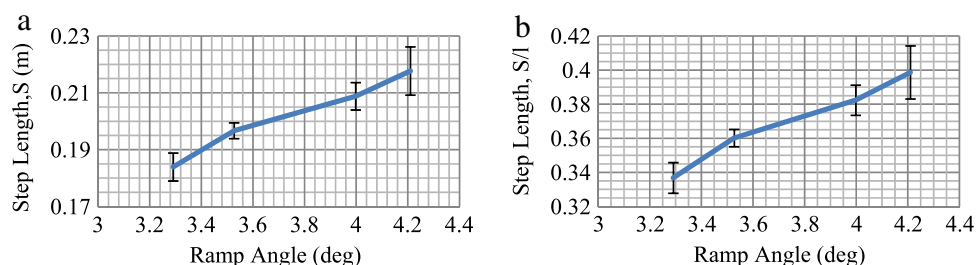 a
0.23
0.21
0.19
0.17
3 3.2 3.4 3.6 3.8 4 4.2 4.4
Step Length,S (m)
Ramp Angle (deg)
b
0.42
0.4
0.38
0.36
0.34
0.32
3 3.2 3.4 3.6 3.8 4 4.2 4.4
Step Length, S/l
Ramp Angle (deg)